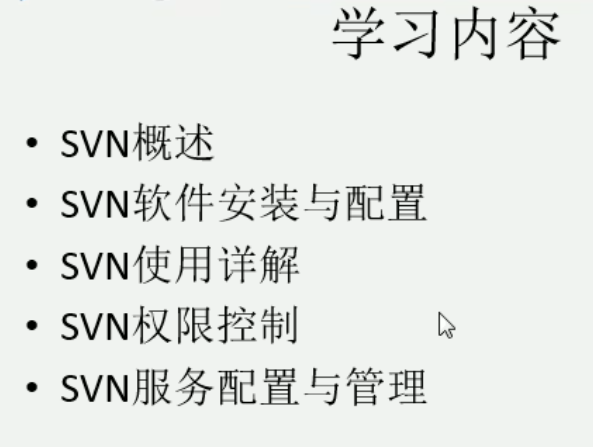 学习内容
• SVN概述
• SVN软件安装与配置
• SVN使用详解
• SVN权限控制
• SVN服务配置与管理